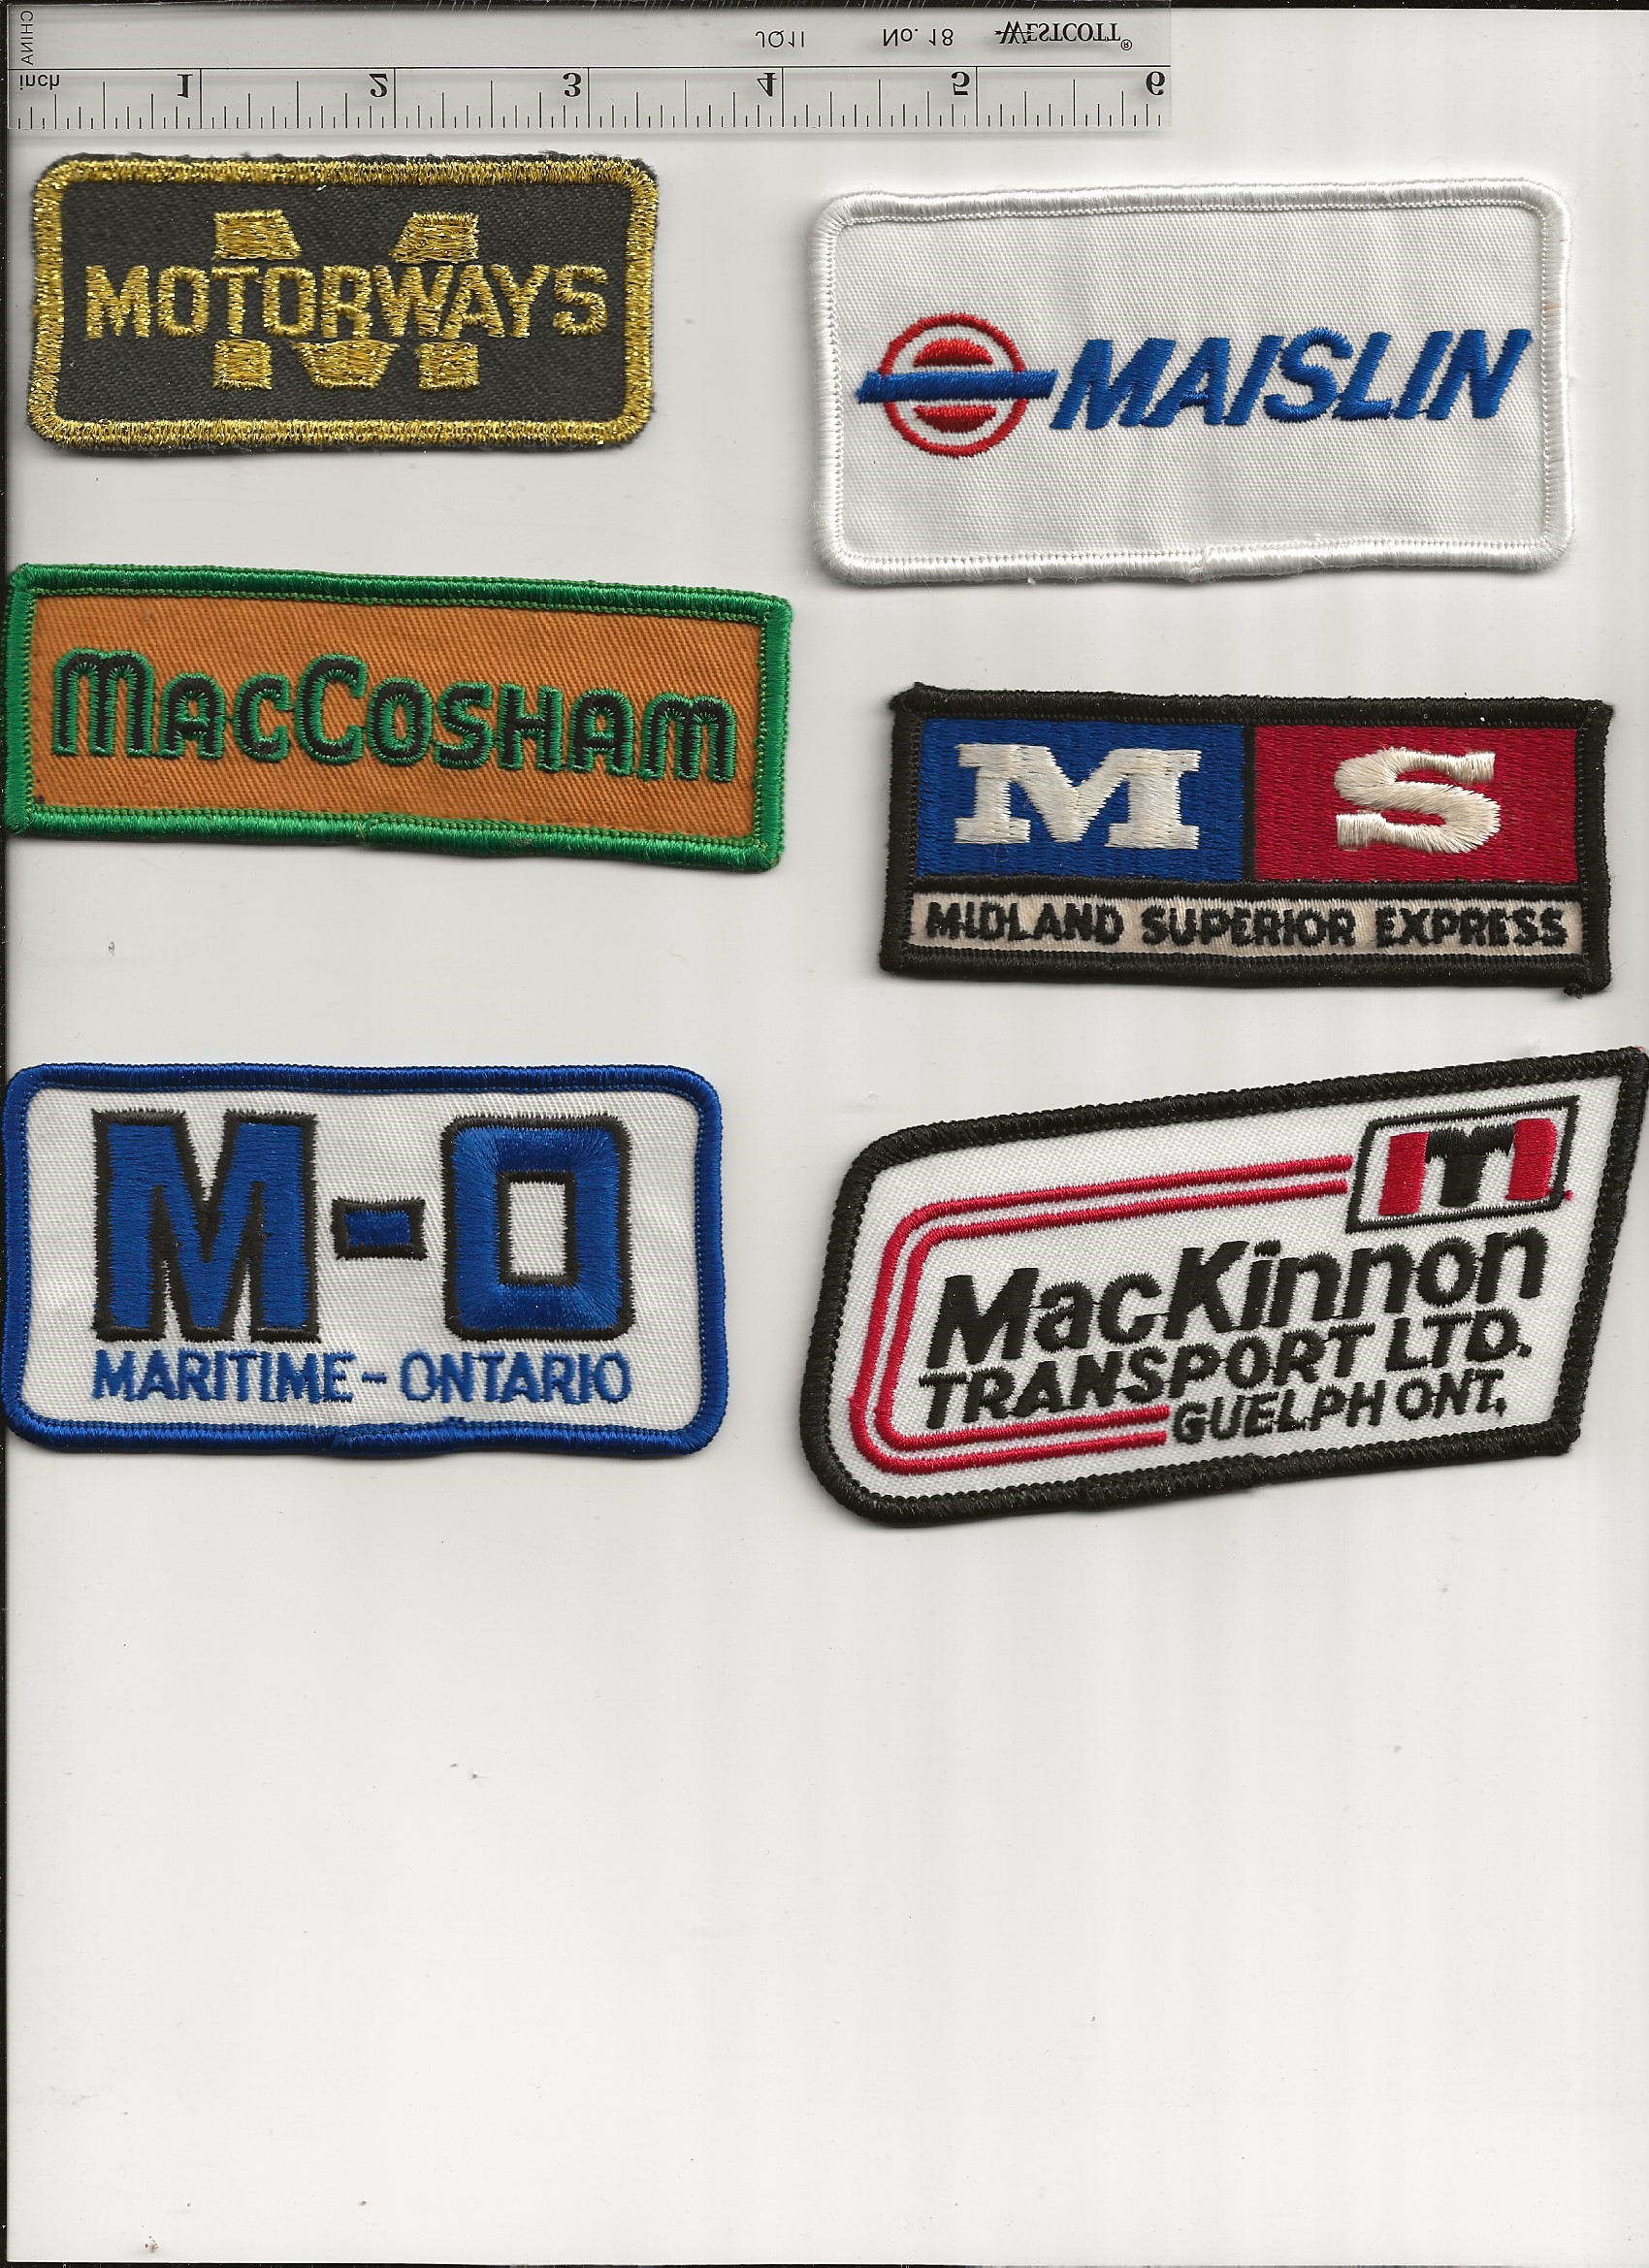 CHINA
JQ11 No. 18 WESTCOTT®
inch 1 2 3 4 5 6
M
MOTORWAYS
MAISLIN
MACCOSHAM
M S
MIDLAND SUPERIOR EXPRESS
M-O
MARITIME-ONTARIO
m
MacKinnon
TRANSPORT LTD.
GUELPH ONT,